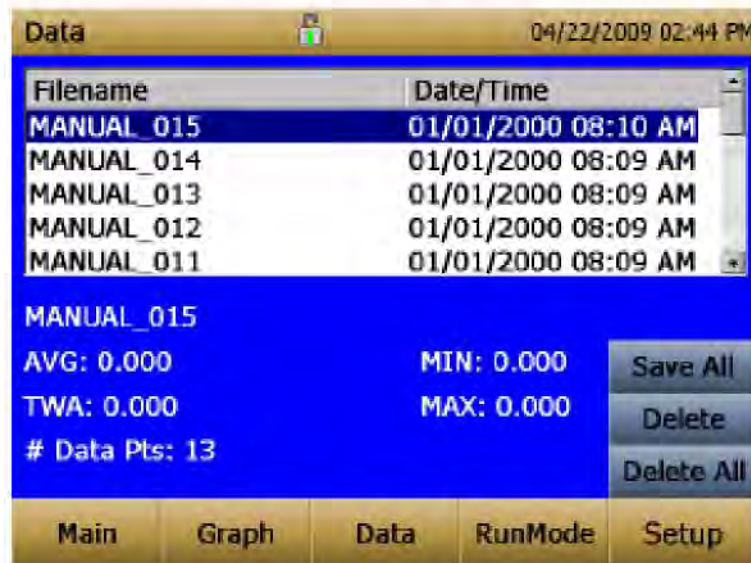 Data 04/22/2009 02:44 PM
Filename Date/Time
MANUAL_015 01/01/2000 08:10 AM
MANUAL_014 01/01/2000 08:09 AM
MANUAL_013 01/01/2000 08:09 AM
MANUAL_012 01/01/2000 08:09 AM
MANUAL_011 01/01/2000 08:09 AM
MANUAL_015
AVG: 0.000 MIN: 0.000 Save All
TWA: 0.000 MAX: 0.000 Delete
# Data Pts: 13
Delete All
Main Graph Data RunMode Setup